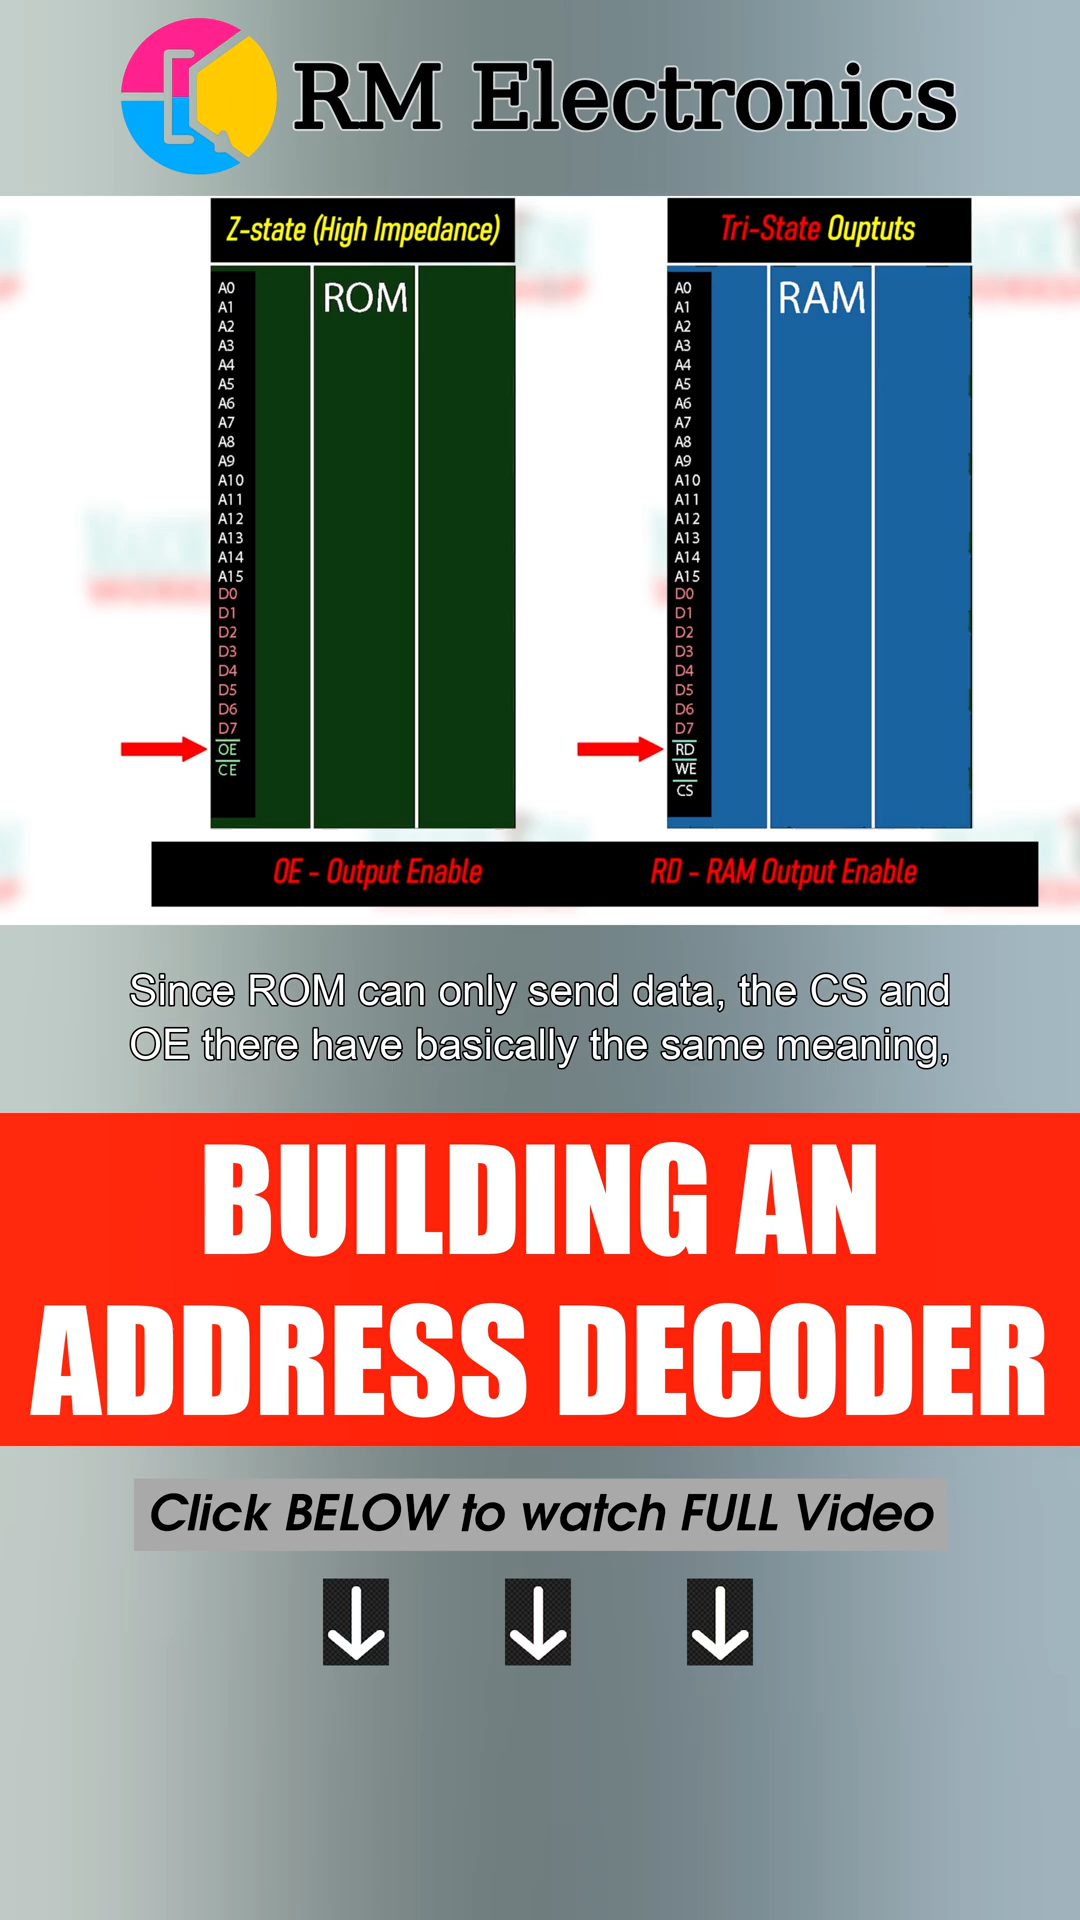 RM Electronics
Z-state (High Impedance)
ROM
A0
A1
A2
A3
A4
A5
A6
A7
A8
A9
A10
A11
A12
A13
A14
A15
D0
D1
D2
D3
D4
D5
D6
D7
OE
CE
Tri-State Ouptuts
RAM
A0
A1
A2
A3
A4
A5
A6
A7
A8
A9
A10
A11
A12
A13
A14
A15
D0
D1
D2
D3
D4
D5
D6
D7
RD
WE
CS
OE - Output Enable
RD - RAM Output Enable
Since ROM can only send data, the CS and
OE there have basically the same meaning,
BUILDING AN
ADDRESS DECODER
Click BELOW to watch FULL Video